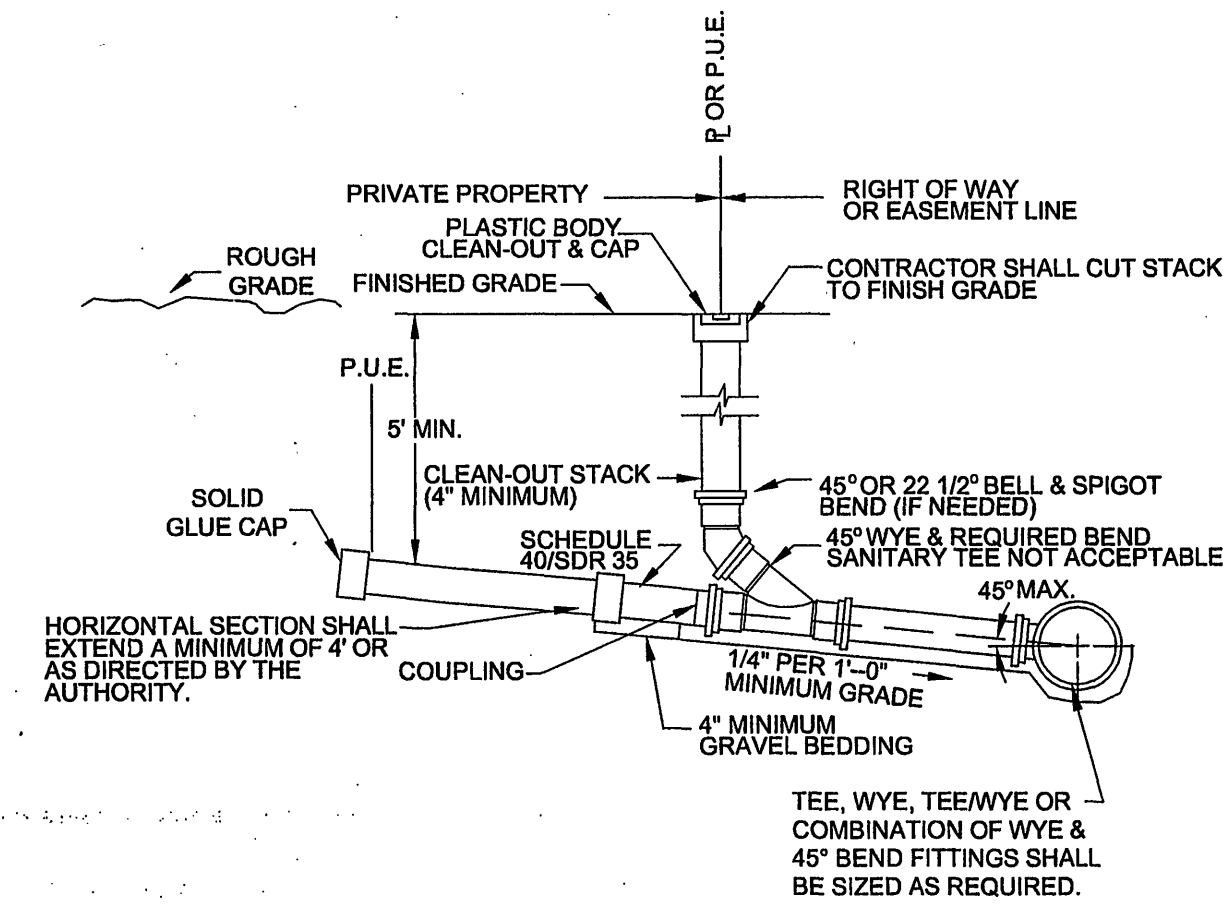 ℄ OR P.U.E.
PRIVATE PROPERTY
RIGHT OF WAY
OR EASEMENT LINE
PLASTIC BODY
CLEAN-OUT & CAP
ROUGH
GRADE
FINISHED GRADE
CONTRACTOR SHALL CUT STACK
TO FINISH GRADE
P.U.E.
5' MIN.
CLEAN-OUT STACK
(4" MINIMUM)
45° OR 22 1/2° BELL & SPIGOT
BEND (IF NEEDED)
SOLID
GLUE CAP
SCHEDULE
40/SDR 35
45° WYE & REQUIRED BEND
SANITARY TEE NOT ACCEPTABLE
45° MAX.
HORIZONTAL SECTION SHALL
EXTEND A MINIMUM OF 4' OR
AS DIRECTED BY THE
AUTHORITY.
COUPLING
1/4" PER 1'--0"
MINIMUM GRADE
4" MINIMUM
GRAVEL BEDDING
TEE, WYE, TEE/WYE OR
COMBINATION OF WYE &
45° BEND FITTINGS SHALL
BE SIZED AS REQUIRED.